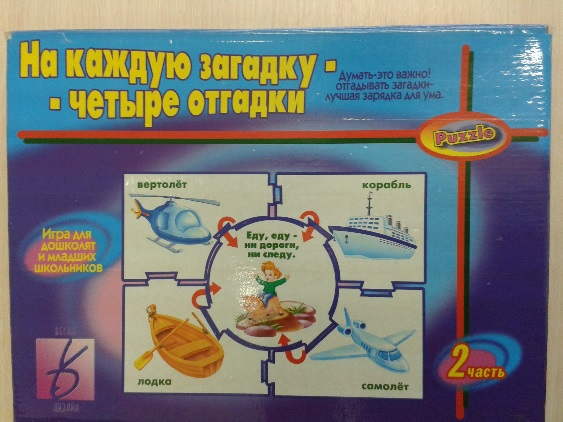 На каждую загадку -
- четыре отгадки
Думать-это важно!
отгадывать загадки-
лучшая зарядка для ума.
Puzzle
вертолёт
корабль
Игра для
дошколят
и младших
школьников
Еду, еду -
ни дороги,
ни следу.
лодка
самолёт
2 часть